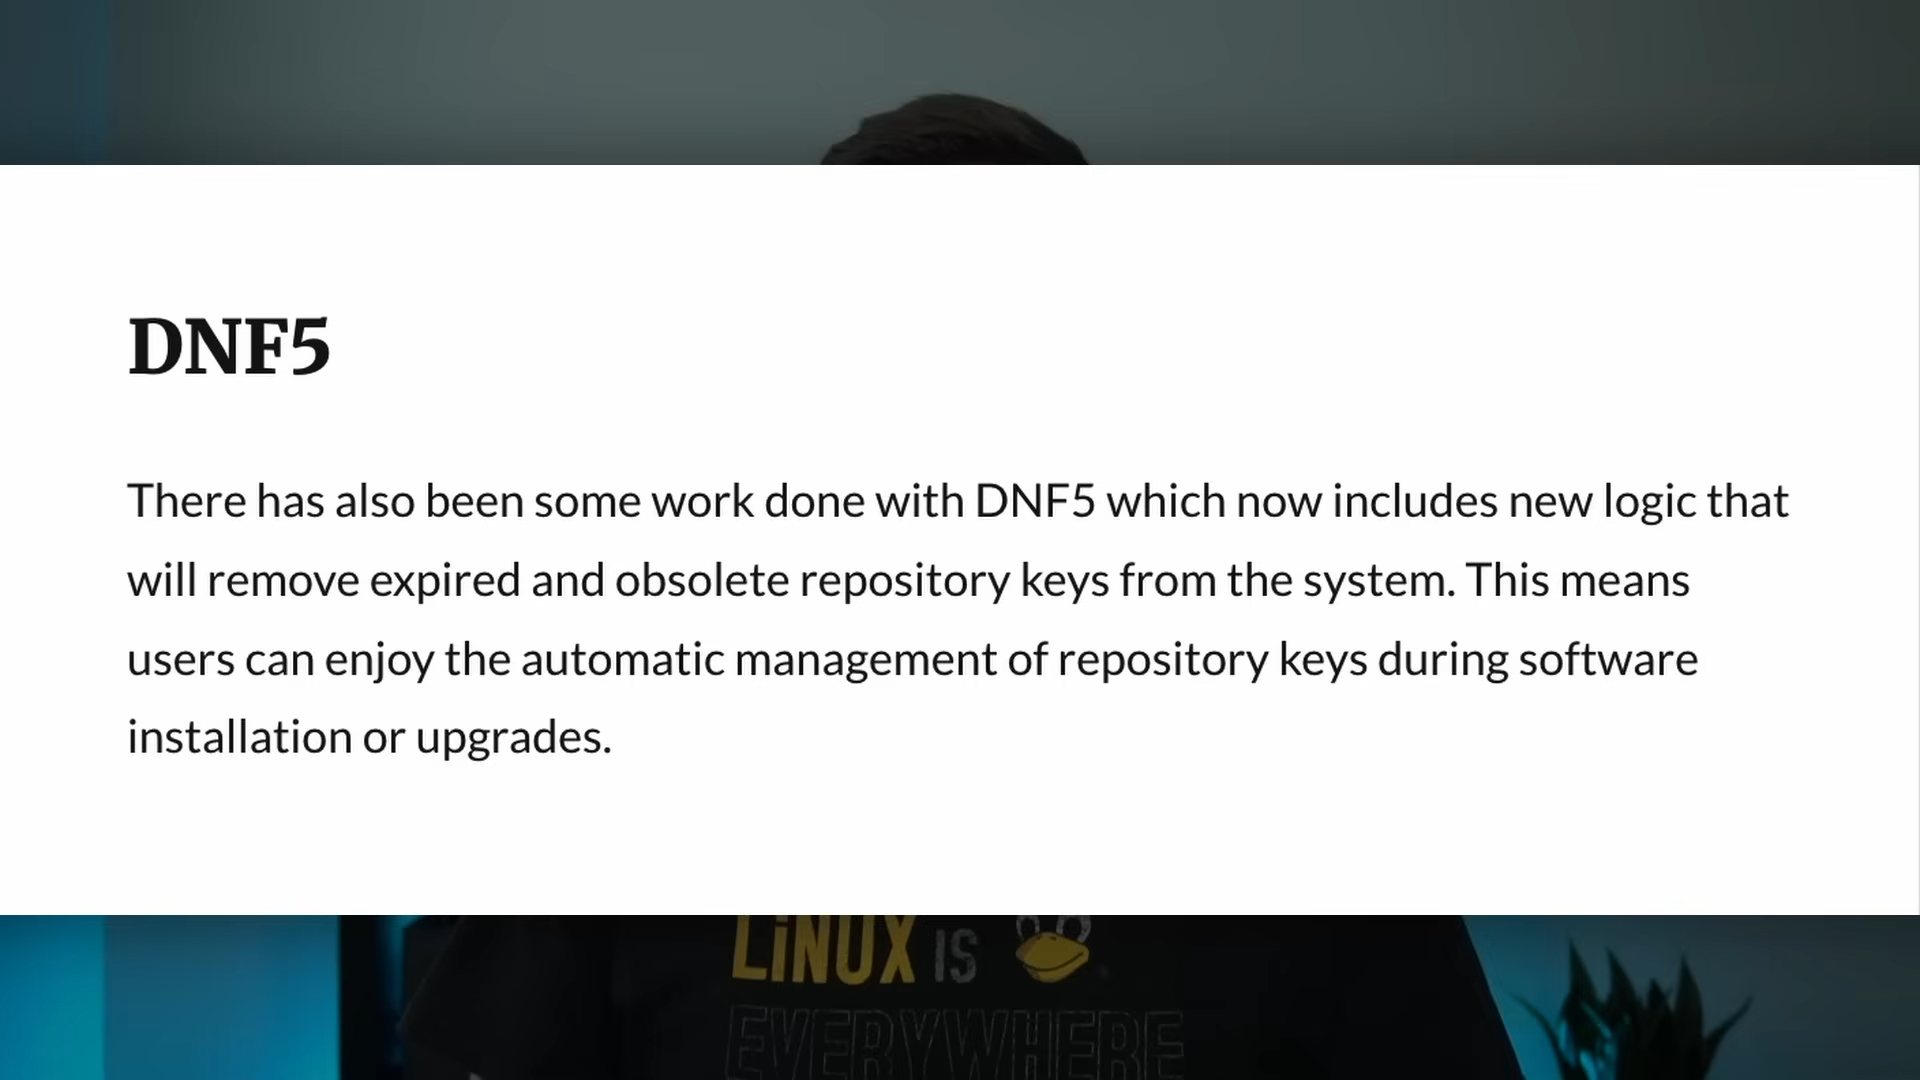 DNF5
There has also been some work done with DNF5 which now includes new logic that
will remove expired and obsolete repository keys from the system. This means
users can enjoy the automatic management of repository keys during software
installation or upgrades.
LiNUX IS
EVERYWHERE